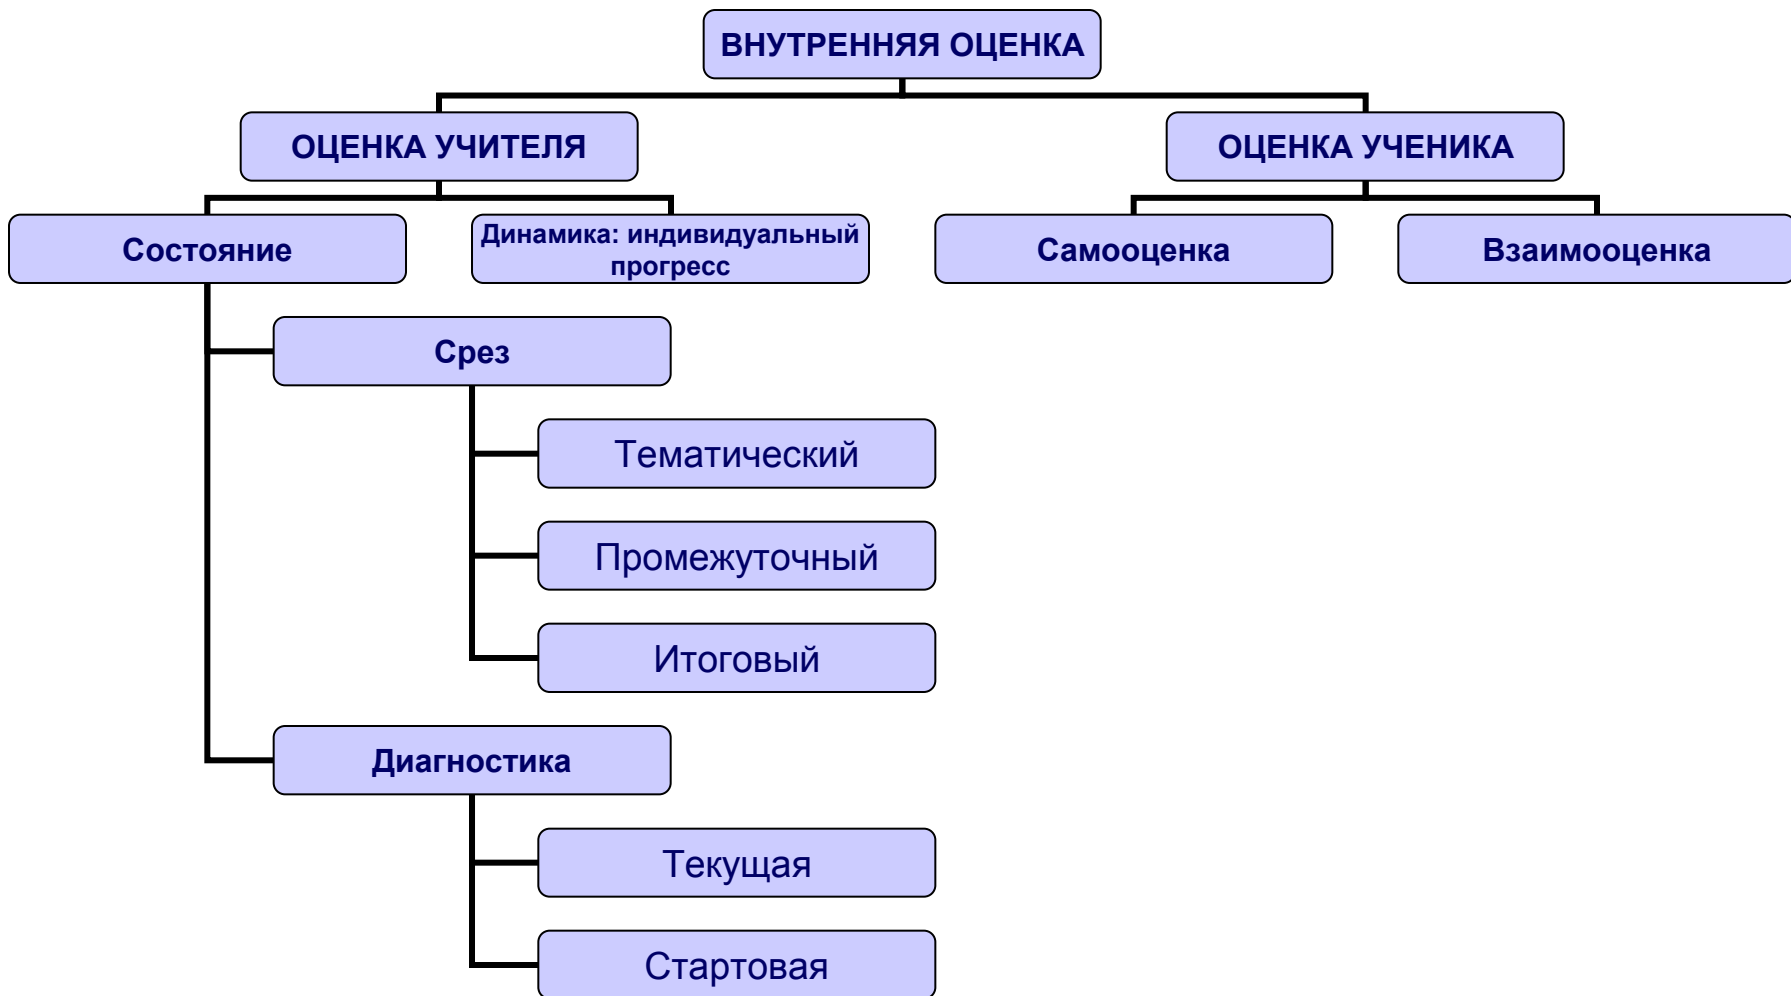 ВНУТРЕННЯЯ ОЦЕНКА
ОЦЕНКА УЧИТЕЛЯ
ОЦЕНКА УЧЕНИКА
Состояние
Динамика: индивидуальный
прогресс
Самооценка
Взаимооценка
Срез
Тематический
Промежуточный
Итоговый
Диагностика
Текущая
Стартовая